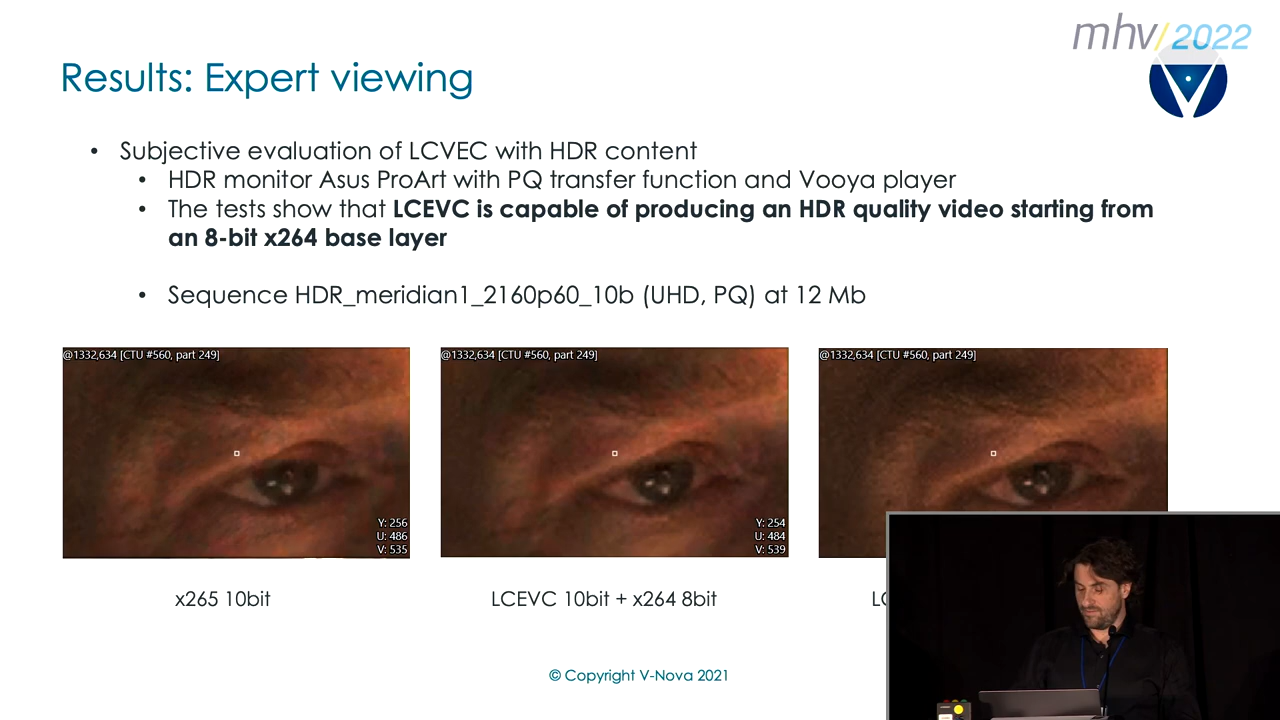 mhv/2022
Results: Expert viewing
• Subjective evaluation of LCVEC with HDR content
• HDR monitor Asus ProArt with PQ transfer function and Vooya player
• The tests show that LCEVC is capable of producing an HDR quality video starting from
an 8-bit x264 base layer
• Sequence HDR_meridian1_2160p60_10b (UHD, PQ) at 12 Mb
@1332,634 [CTU #560, part 249]
Y: 256
U: 486
V: 535
@1332,634 [CTU #560, part 249]
Y: 254
U: 484
V: 539
@1332,634 [CTU #560, part 249]
x265 10bit
LCEVC 10bit + x264 8bit
LC
© Copyright V-Nova 2021